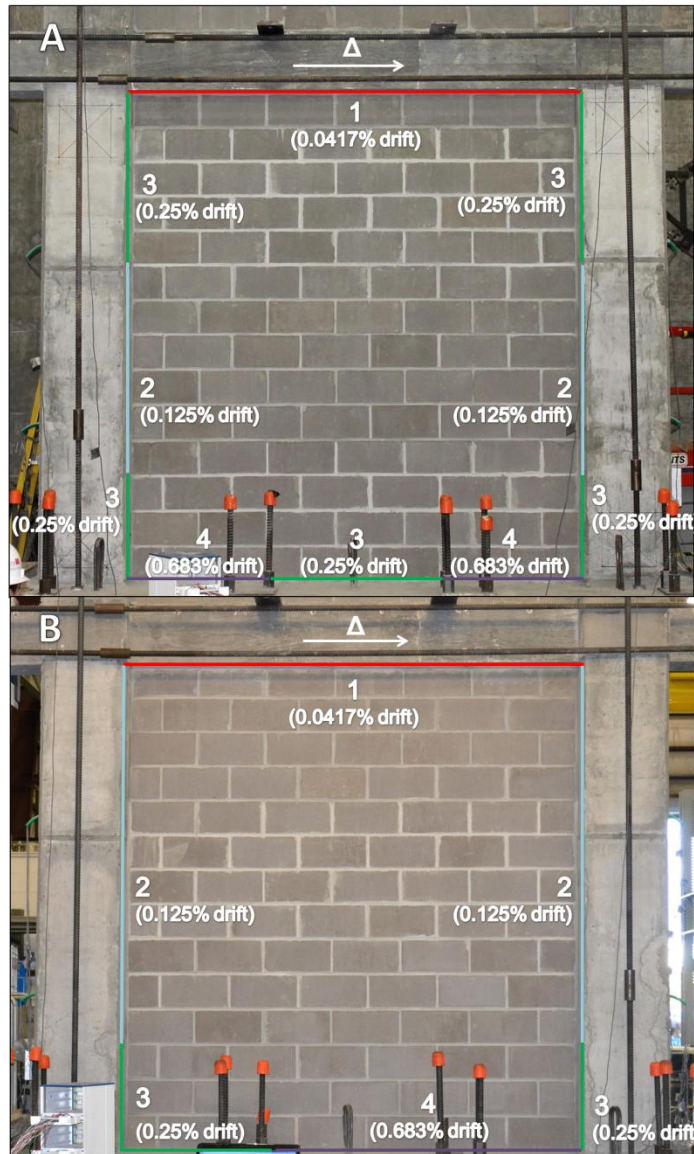 A
Δ
1
(0.0417% drift)
3
(0.25% drift)
3
(0.25% drift)
2
(0.125% drift)
2
(0.125% drift)
3
(0.25% drift)
3
(0.25% drift)
4
(0.683% drift)
3
(0.25% drift)
4
(0.683% drift)
B
Δ
1
(0.0417% drift)
2
(0.125% drift)
2
(0.125% drift)
3
(0.25% drift)
4
(0.683% drift)
3
(0.25% drift)